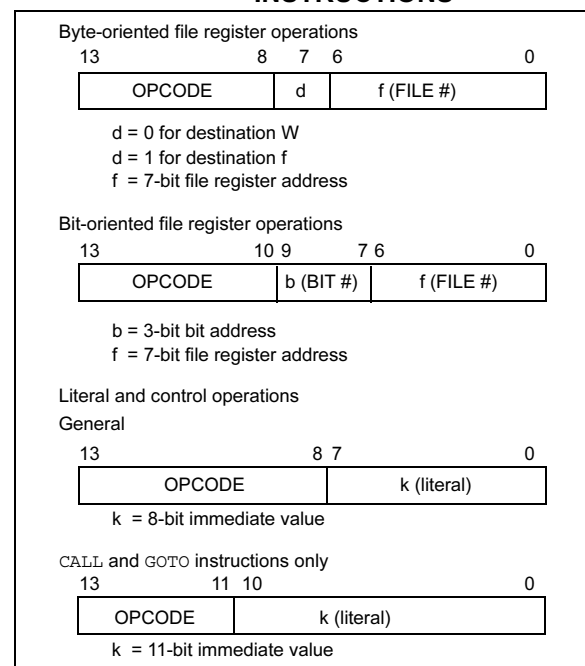 INSTRUCTIONS
Byte-oriented file register operations
13 8 7 6 0
OPCODE d f (FILE #)
d = 0 for destination W
d = 1 for destination f
f = 7-bit file register address
Bit-oriented file register operations
13 10 9 7 6 0
OPCODE b (BIT #) f (FILE #)
b = 3-bit bit address
f = 7-bit file register address
Literal and control operations
General
13 8 7 0
OPCODE k (literal)
k = 8-bit immediate value
CALL and GOTO instructions only
13 11 10 0
OPCODE k (literal)
k = 11-bit immediate value